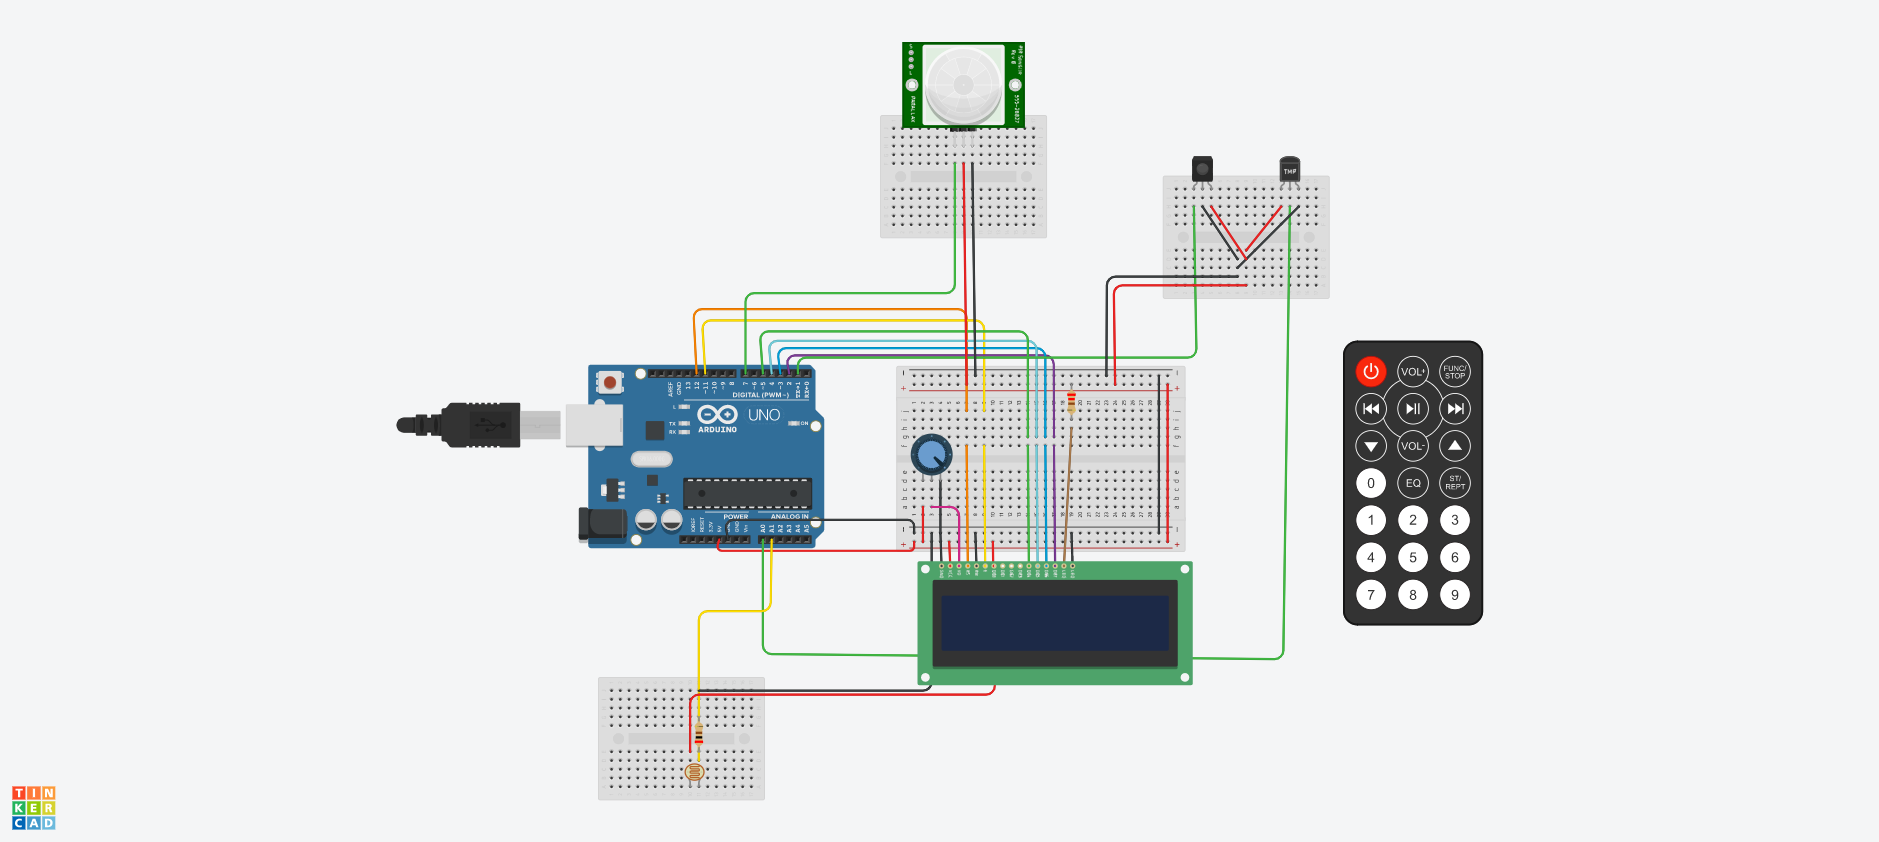 PIR Sensor
Rev B
555-28027
PARALLAX
TMP
AREF
GND
13
12
~11
~10
~9
8
7
~6
~5
4
~3
2
TX→1
RX←0
DIGITAL (PWM~)
L
TX
RX
ON
UNO
ARDUINO
POWER
ANALOG IN
IOREF
RESET
3.3V
5V
GND
Vin
A0
A1
A2
A3
A4
A5
VOL+
FUNC/
STOP
VOL-
0
EQ
ST/
REPT
1
2
3
4
5
6
7
8
9
TIN
KER
CAD